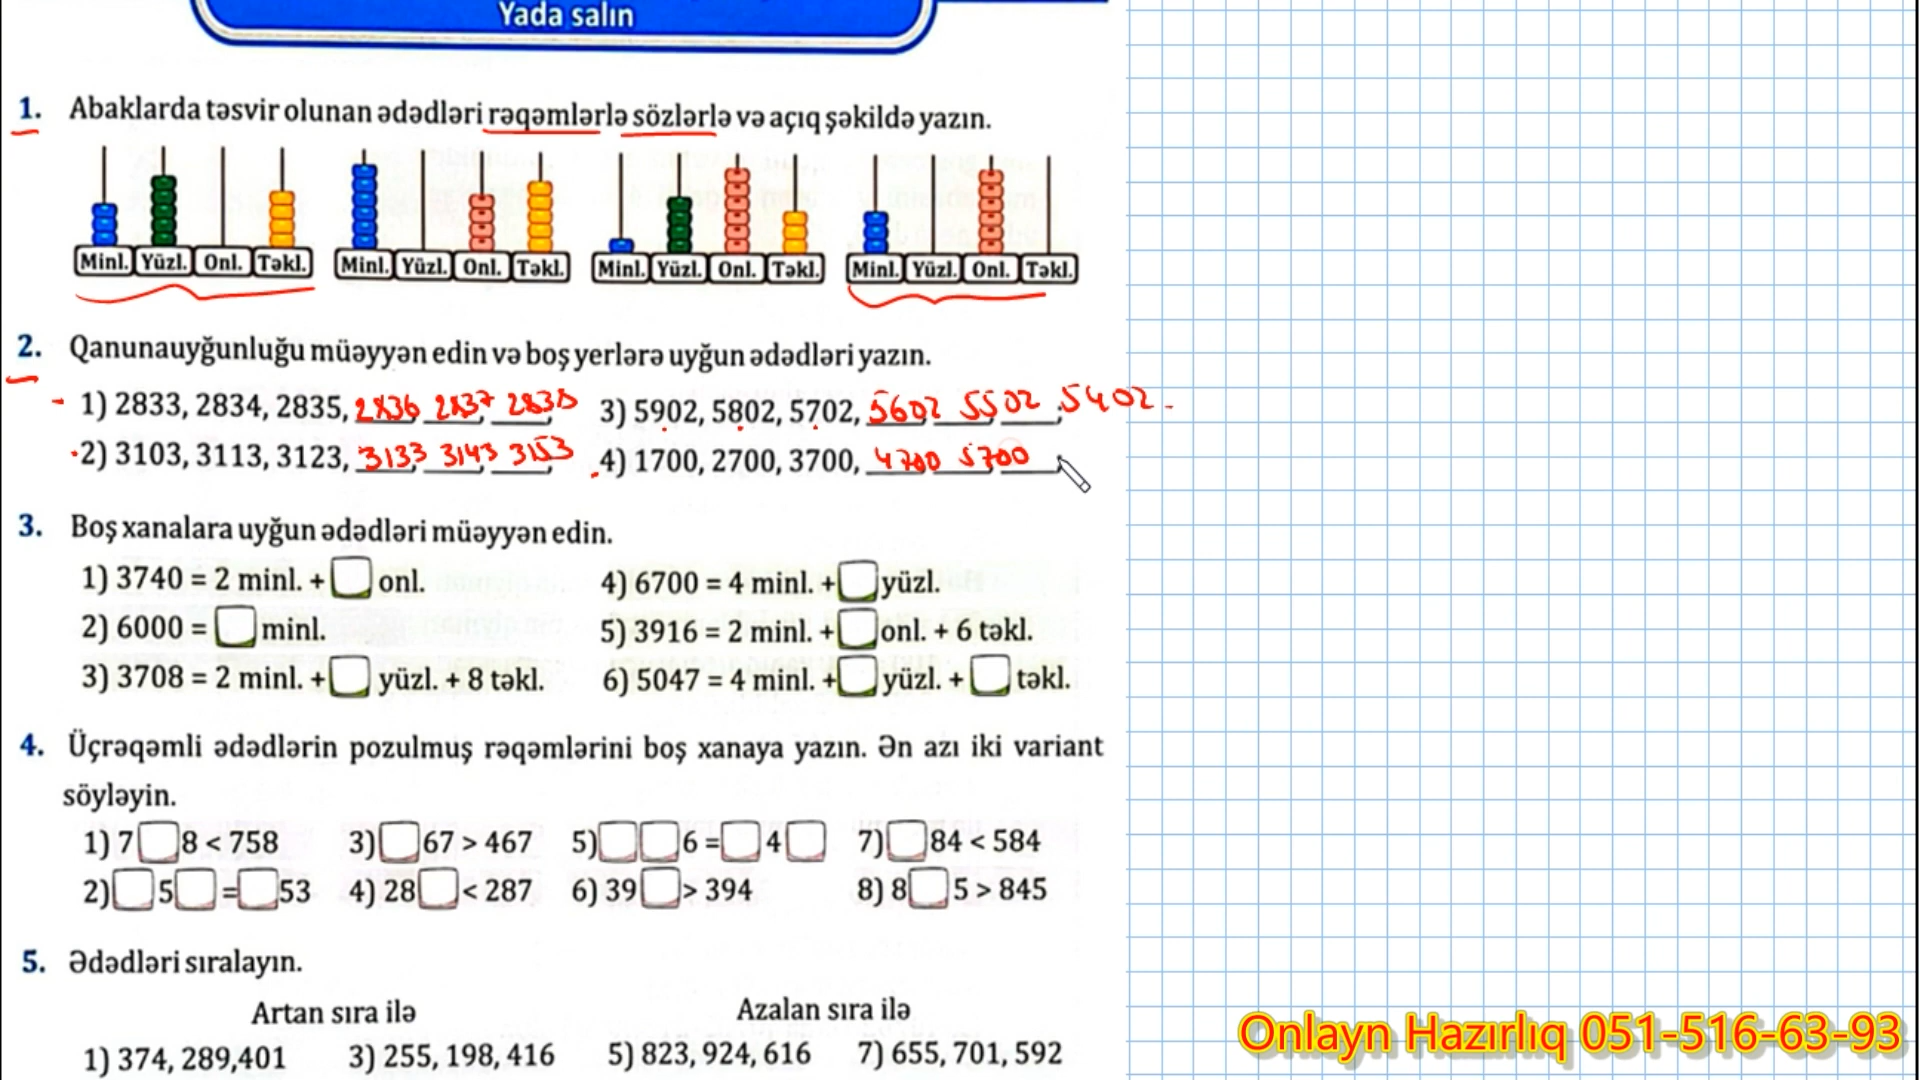 Yada salın
1. Abaklarda təsvir olunan ədədləri rəqəmlərlə sözlərlə və açıq şəkildə yazın.
Minl. Yüzl. Onl. Təkl. Minl. Yüzl. Onl. Təkl. Minl. Yüzl. Onl. Təkl. Minl. Yüzl. Onl. Təkl.
2. Qanunauyğunluğu müəyyən edin və boş yerlərə uyğun ədədləri yazın.
1) 2833, 2834, 2835, 2836, 2837, 2838 3) 5902, 5802, 5702, 5602, 5502, 5402.
2) 3103, 3113, 3123, 3133, 3143, 3153 4) 1700, 2700, 3700, 4700, 5700
3. Boş xanalara uyğun ədədləri müəyyən edin.
1) 3740 = 2 minl. + onl. 4) 6700 = 4 minl. + yüzl.
2) 6000 = minl. 5) 3916 = 2 minl. + onl. + 6 təkl.
3) 3708 = 2 minl. + yüzl. + 8 təkl. 6) 5047 = 4 minl. + yüzl. + təkl.
4. Üçrəqəmli ədədlərin pozulmuş rəqəmlərini boş xanaya yazın. Ən azı iki variant
söyləyin.
1) 7 8 < 758 3) 67 > 467 5) 6 = 4 7) 84 < 584
2) 5 = 53 4) 28 < 287 6) 39 > 394 8) 8 5 > 845
5. Ədədləri sıralayın.
Artan sıra ilə Azalan sıra ilə
1) 374, 289,401 3) 255, 198, 416 5) 823, 924, 616 7) 655, 701, 592
Onlayn Hazırlıq 051-516-63-93